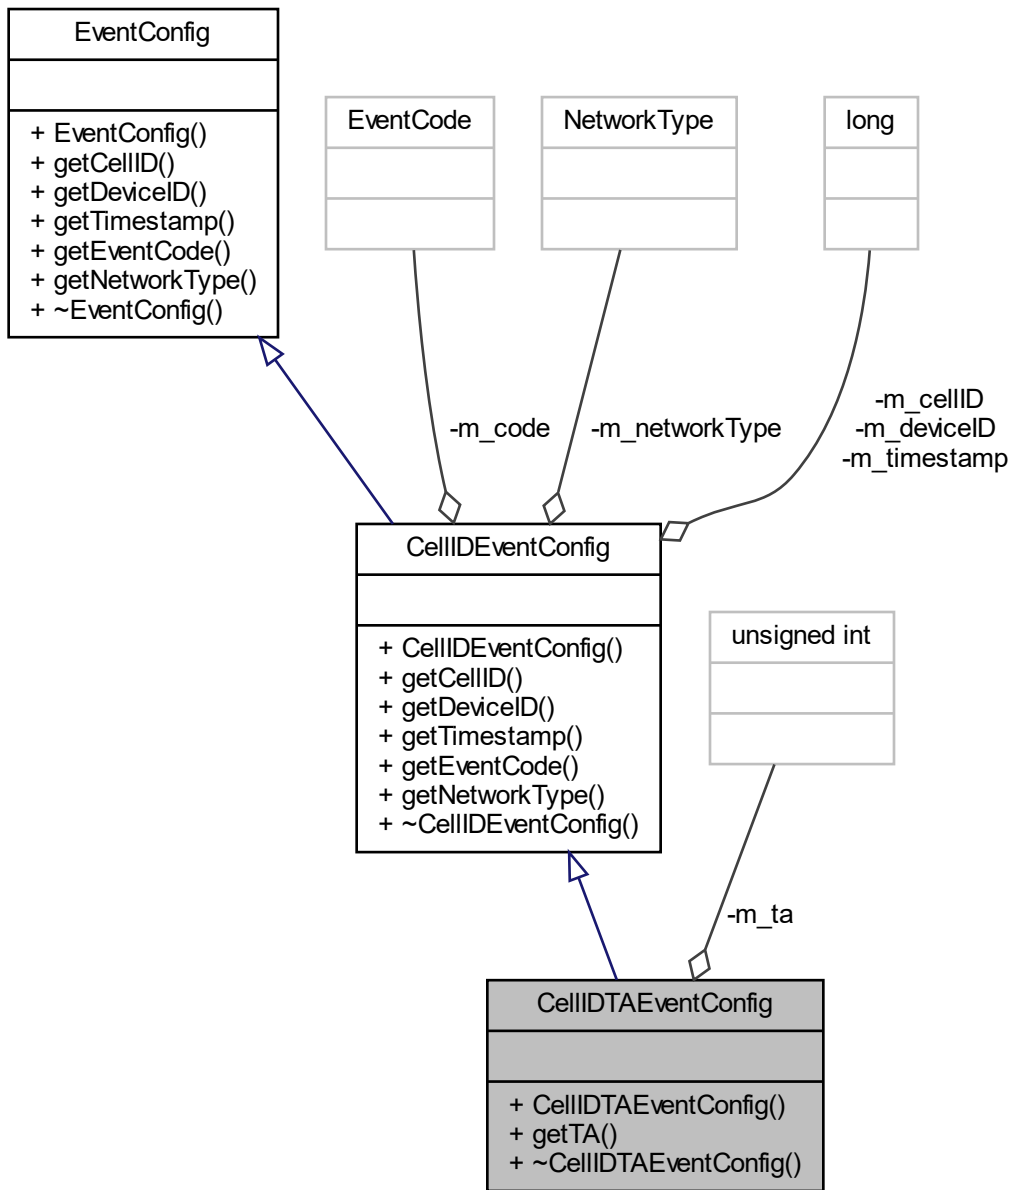 EventConfig
+ EventConfig()
+ getCellID()
+ getDeviceID()
+ getTimestamp()
+ getEventCode()
+ getNetworkType()
+ ~EventConfig()
EventCode
NetworkType
long
-m_code
-m_networkType
-m_cellID
-m_deviceID
-m_timestamp
CellIDEventConfig
+ CellIDEventConfig()
+ getCellID()
+ getDeviceID()
+ getTimestamp()
+ getEventCode()
+ getNetworkType()
+ ~CellIDEventConfig()
unsigned int
-m_ta
CellIDTAEventConfig
+ CellIDTAEventConfig()
+ getTA()
+ ~CellIDTAEventConfig()